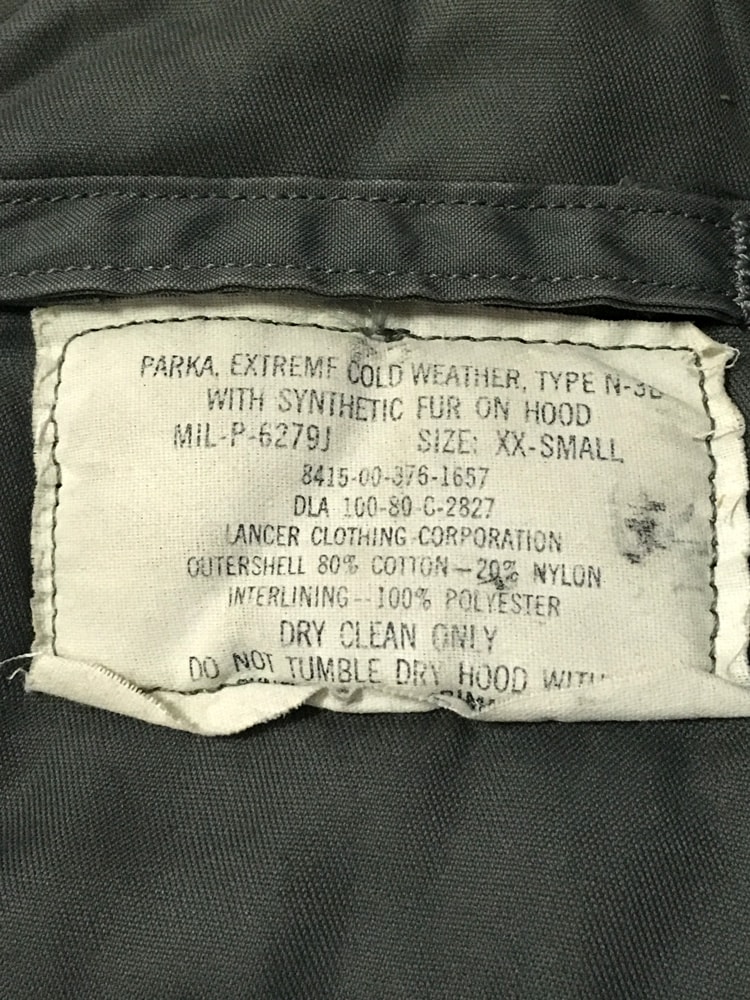 PARKA, EXTREME COLD WEATHER, TYPE N-3B
WITH SYNTHETIC FUR ON HOOD
MIL-P-6279J SIZE: XX-SMALL
8415-00-376-1657
DLA 100-80-C-2827
LANCER CLOTHING CORPORATION
OUTERSHELL 80% COTTON—20% NYLON
INTERLINING--100% POLYESTER
DRY CLEAN ONLY
DO NOT TUMBLE DRY HOOD WITH